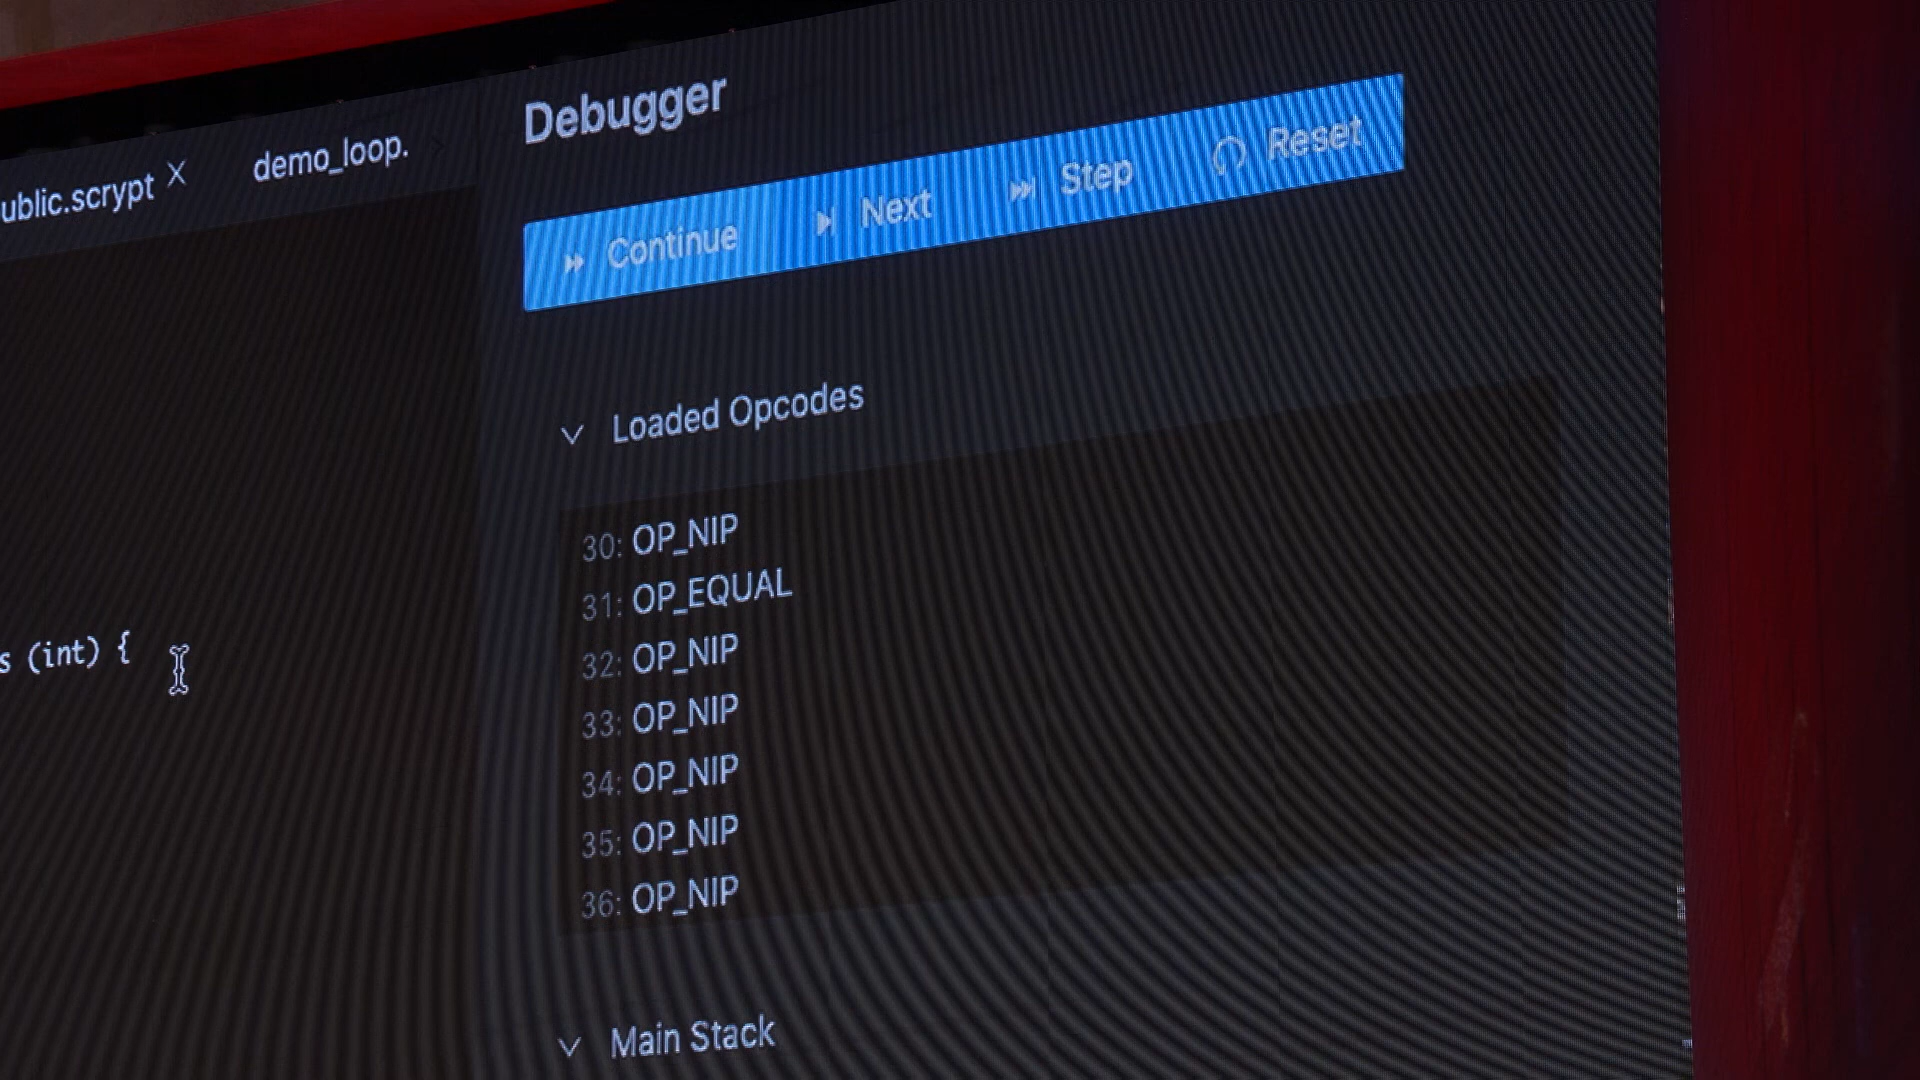 ublic.scrypt
demo_loop.
Debugger
Continue Next Step Reset
Loaded Opcodes
30: OP_NIP
31: OP_EQUAL
32: OP_NIP
33: OP_NIP
34: OP_NIP
35: OP_NIP
36: OP_NIP
s (int) {
Main Stack